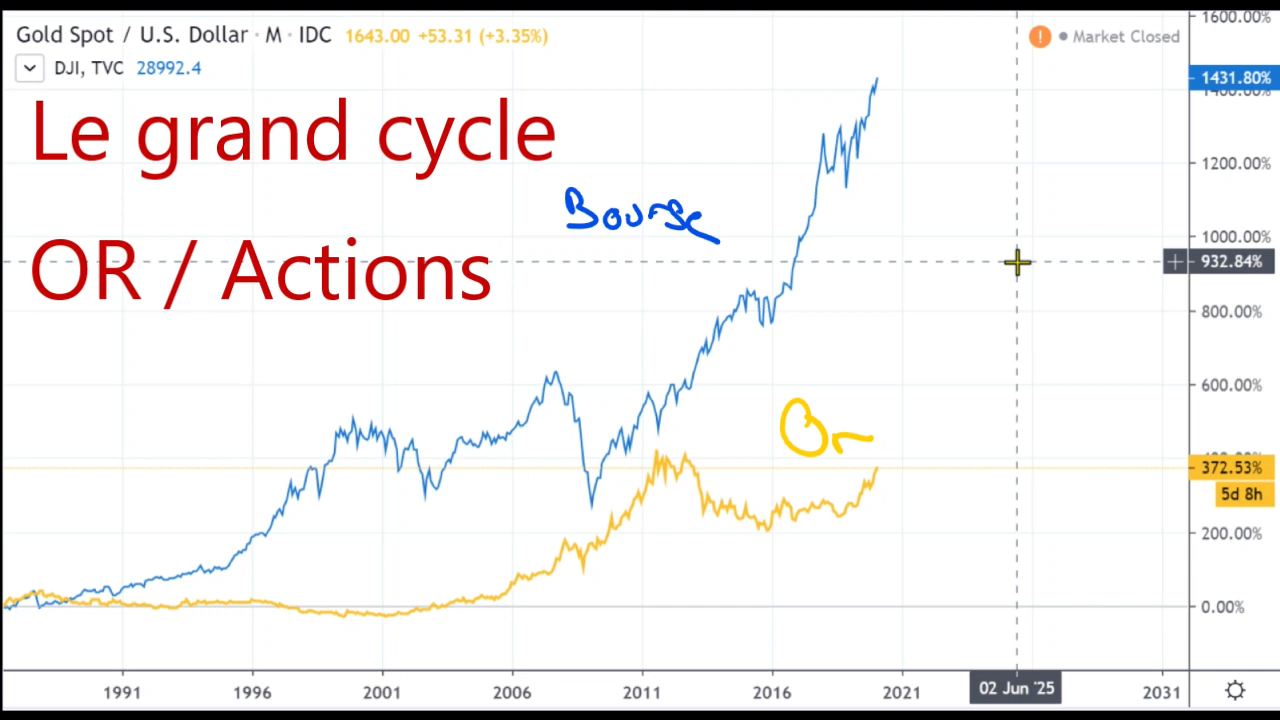 Gold Spot / U.S. Dollar · M · IDC 1643.00 +53.31 (+3.35%)
! Market Closed
DJI, TVC 28992.4
Le grand cycle
OR / Actions
Bourse
Or
1600.00%
1431.80%
1400.00%
1200.00%
1000.00%
932.84%
800.00%
600.00%
400.00%
372.53%
5d 8h
200.00%
0.00%
1991 1996 2001 2006 2011 2016 2021 02 Jun '25 2031